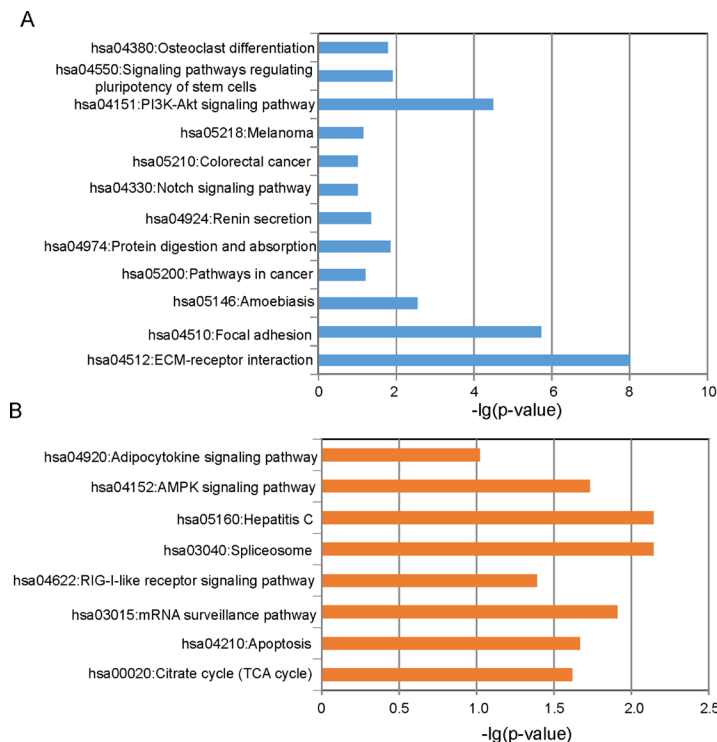 A
hsa04380:Osteoclast differentiation
hsa04550:Signaling pathways regulating
pluripotency of stem cells
hsa04151:PI3K-Akt signaling pathway
hsa05218:Melanoma
hsa05210:Colorectal cancer
hsa04330:Notch signaling pathway
hsa04924:Renin secretion
hsa04974:Protein digestion and absorption
hsa05200:Pathways in cancer
hsa05146:Amoebiasis
hsa04510:Focal adhesion
hsa04512:ECM-receptor interaction
0 2 4 6 8 10
-lg(p-value)
B
hsa04920:Adipocytokine signaling pathway
hsa04152:AMPK signaling pathway
hsa05160:Hepatitis C
hsa03040:Spliceosome
hsa04622:RIG-I-like receptor signaling pathway
hsa03015:mRNA surveillance pathway
hsa04210:Apoptosis
hsa00020:Citrate cycle (TCA cycle)
0 0.5 1.0 1.5 2.0 2.5
-lg(p-value)